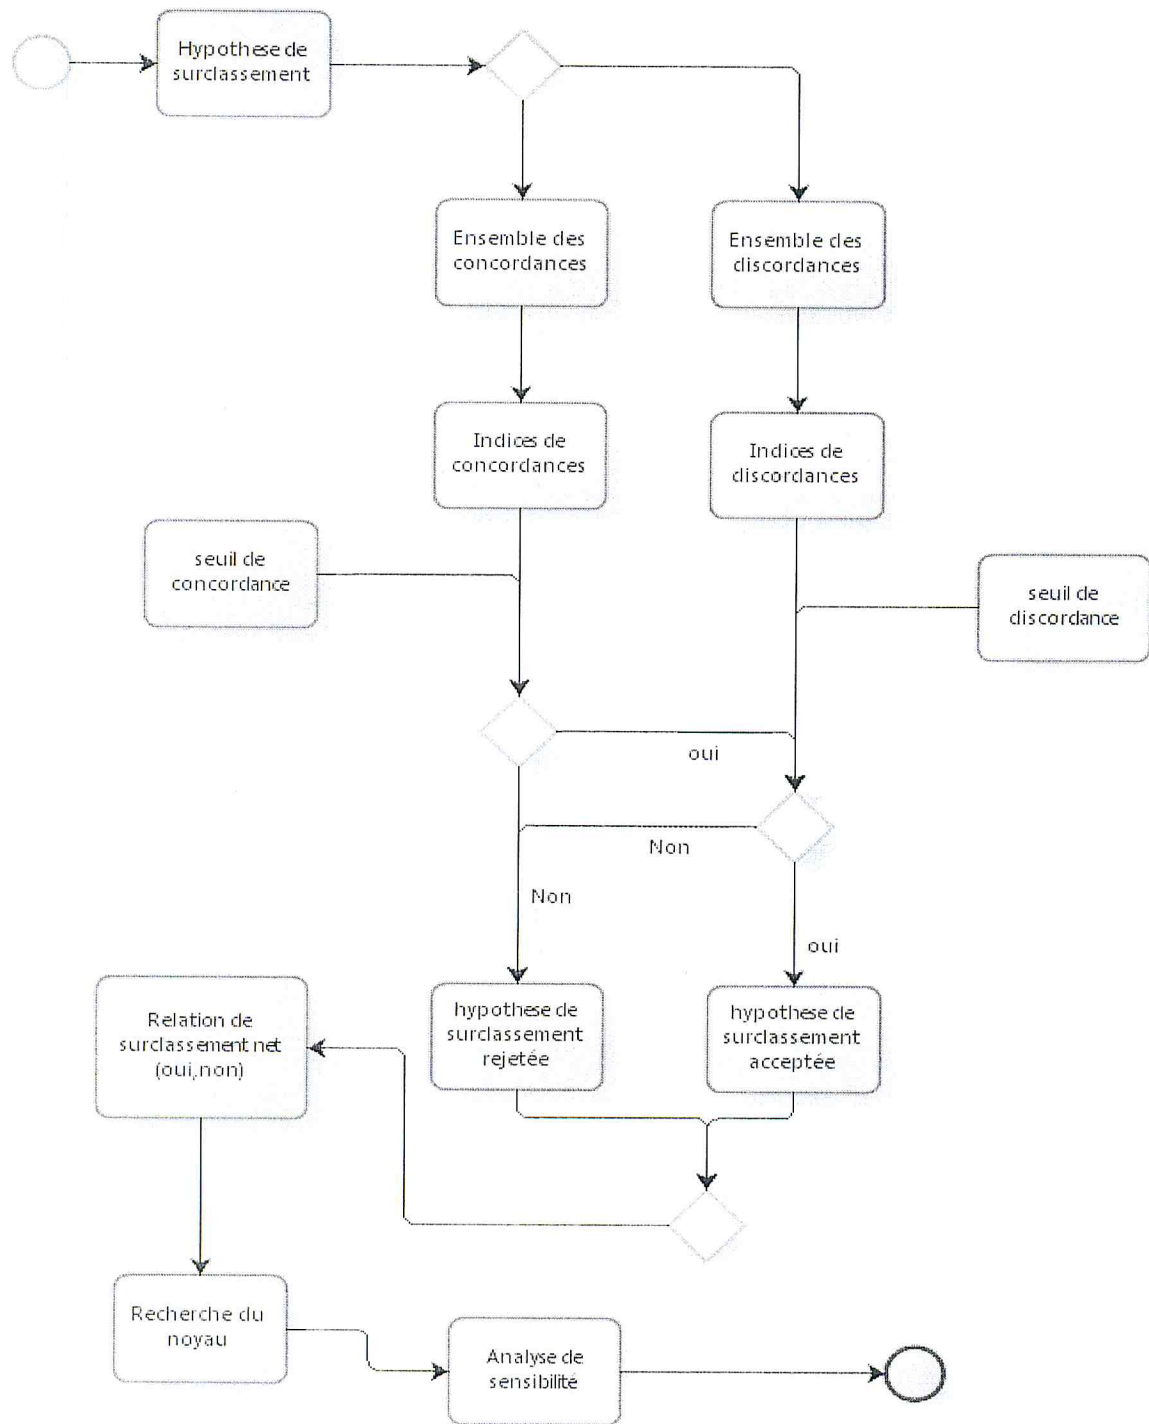 Hypothese de
surclassement
Ensemble des
concordances
Ensemble des
discordances
Indices de
concordances
Indices de
discordances
seuil de
concordance
seuil de
discordance
oui
Non
Non
oui
Relation de
surclassement net
(oui,non)
hypothese de
surclassement
rejetée
hypothese de
surclassement
acceptée
Recherche du
noyau
Analyse de
sensibilité